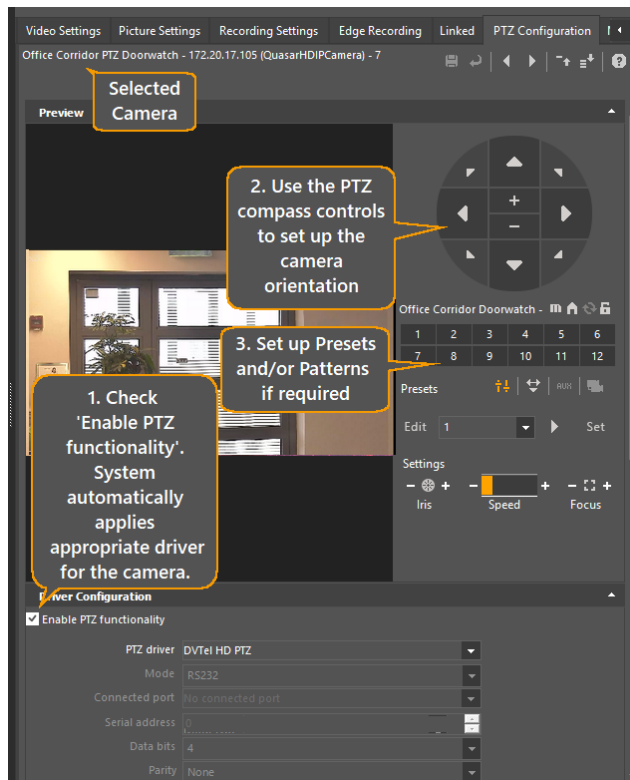 Video Settings Picture Settings Recording Settings Edge Recording Linked PTZ Configuration
Office Corridor PTZ Doorwatch - 172.20.17.105 (QuasarHDIPCamera) - 7
Selected
Camera
Preview
2. Use the PTZ
compass controls
to set up the
camera
orientation
+
−
Office Corridor Doorwatch -
1 2 3 4 5 6
7 8 9 10 11 12
3. Set up Presets
and/or Patterns
if required
Presets AUX
Edit 1 Set
Settings
− + − + − +
Iris Speed Focus
1. Check
'Enable PTZ
functionality'.
System
automatically
applies
appropriate driver
for the camera.
Driver Configuration
Enable PTZ functionality
PTZ driver DVTel HD PTZ
Mode RS232
Connected port No connected port
Serial address 0
Data bits 4
Parity None